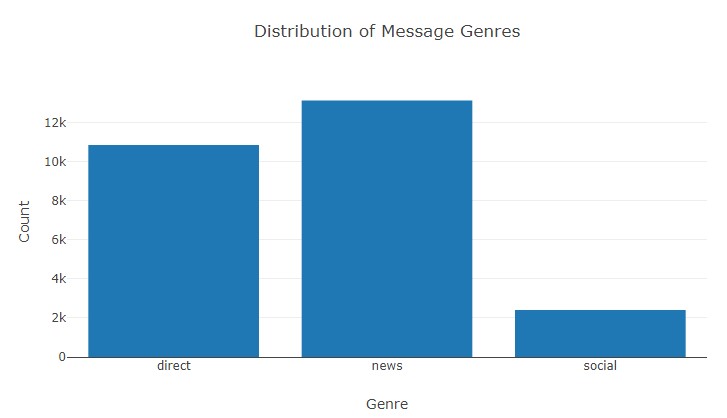 Distribution of Message Genres
12k
10k
8k
6k
4k
2k
0
Count
direct news social
Genre